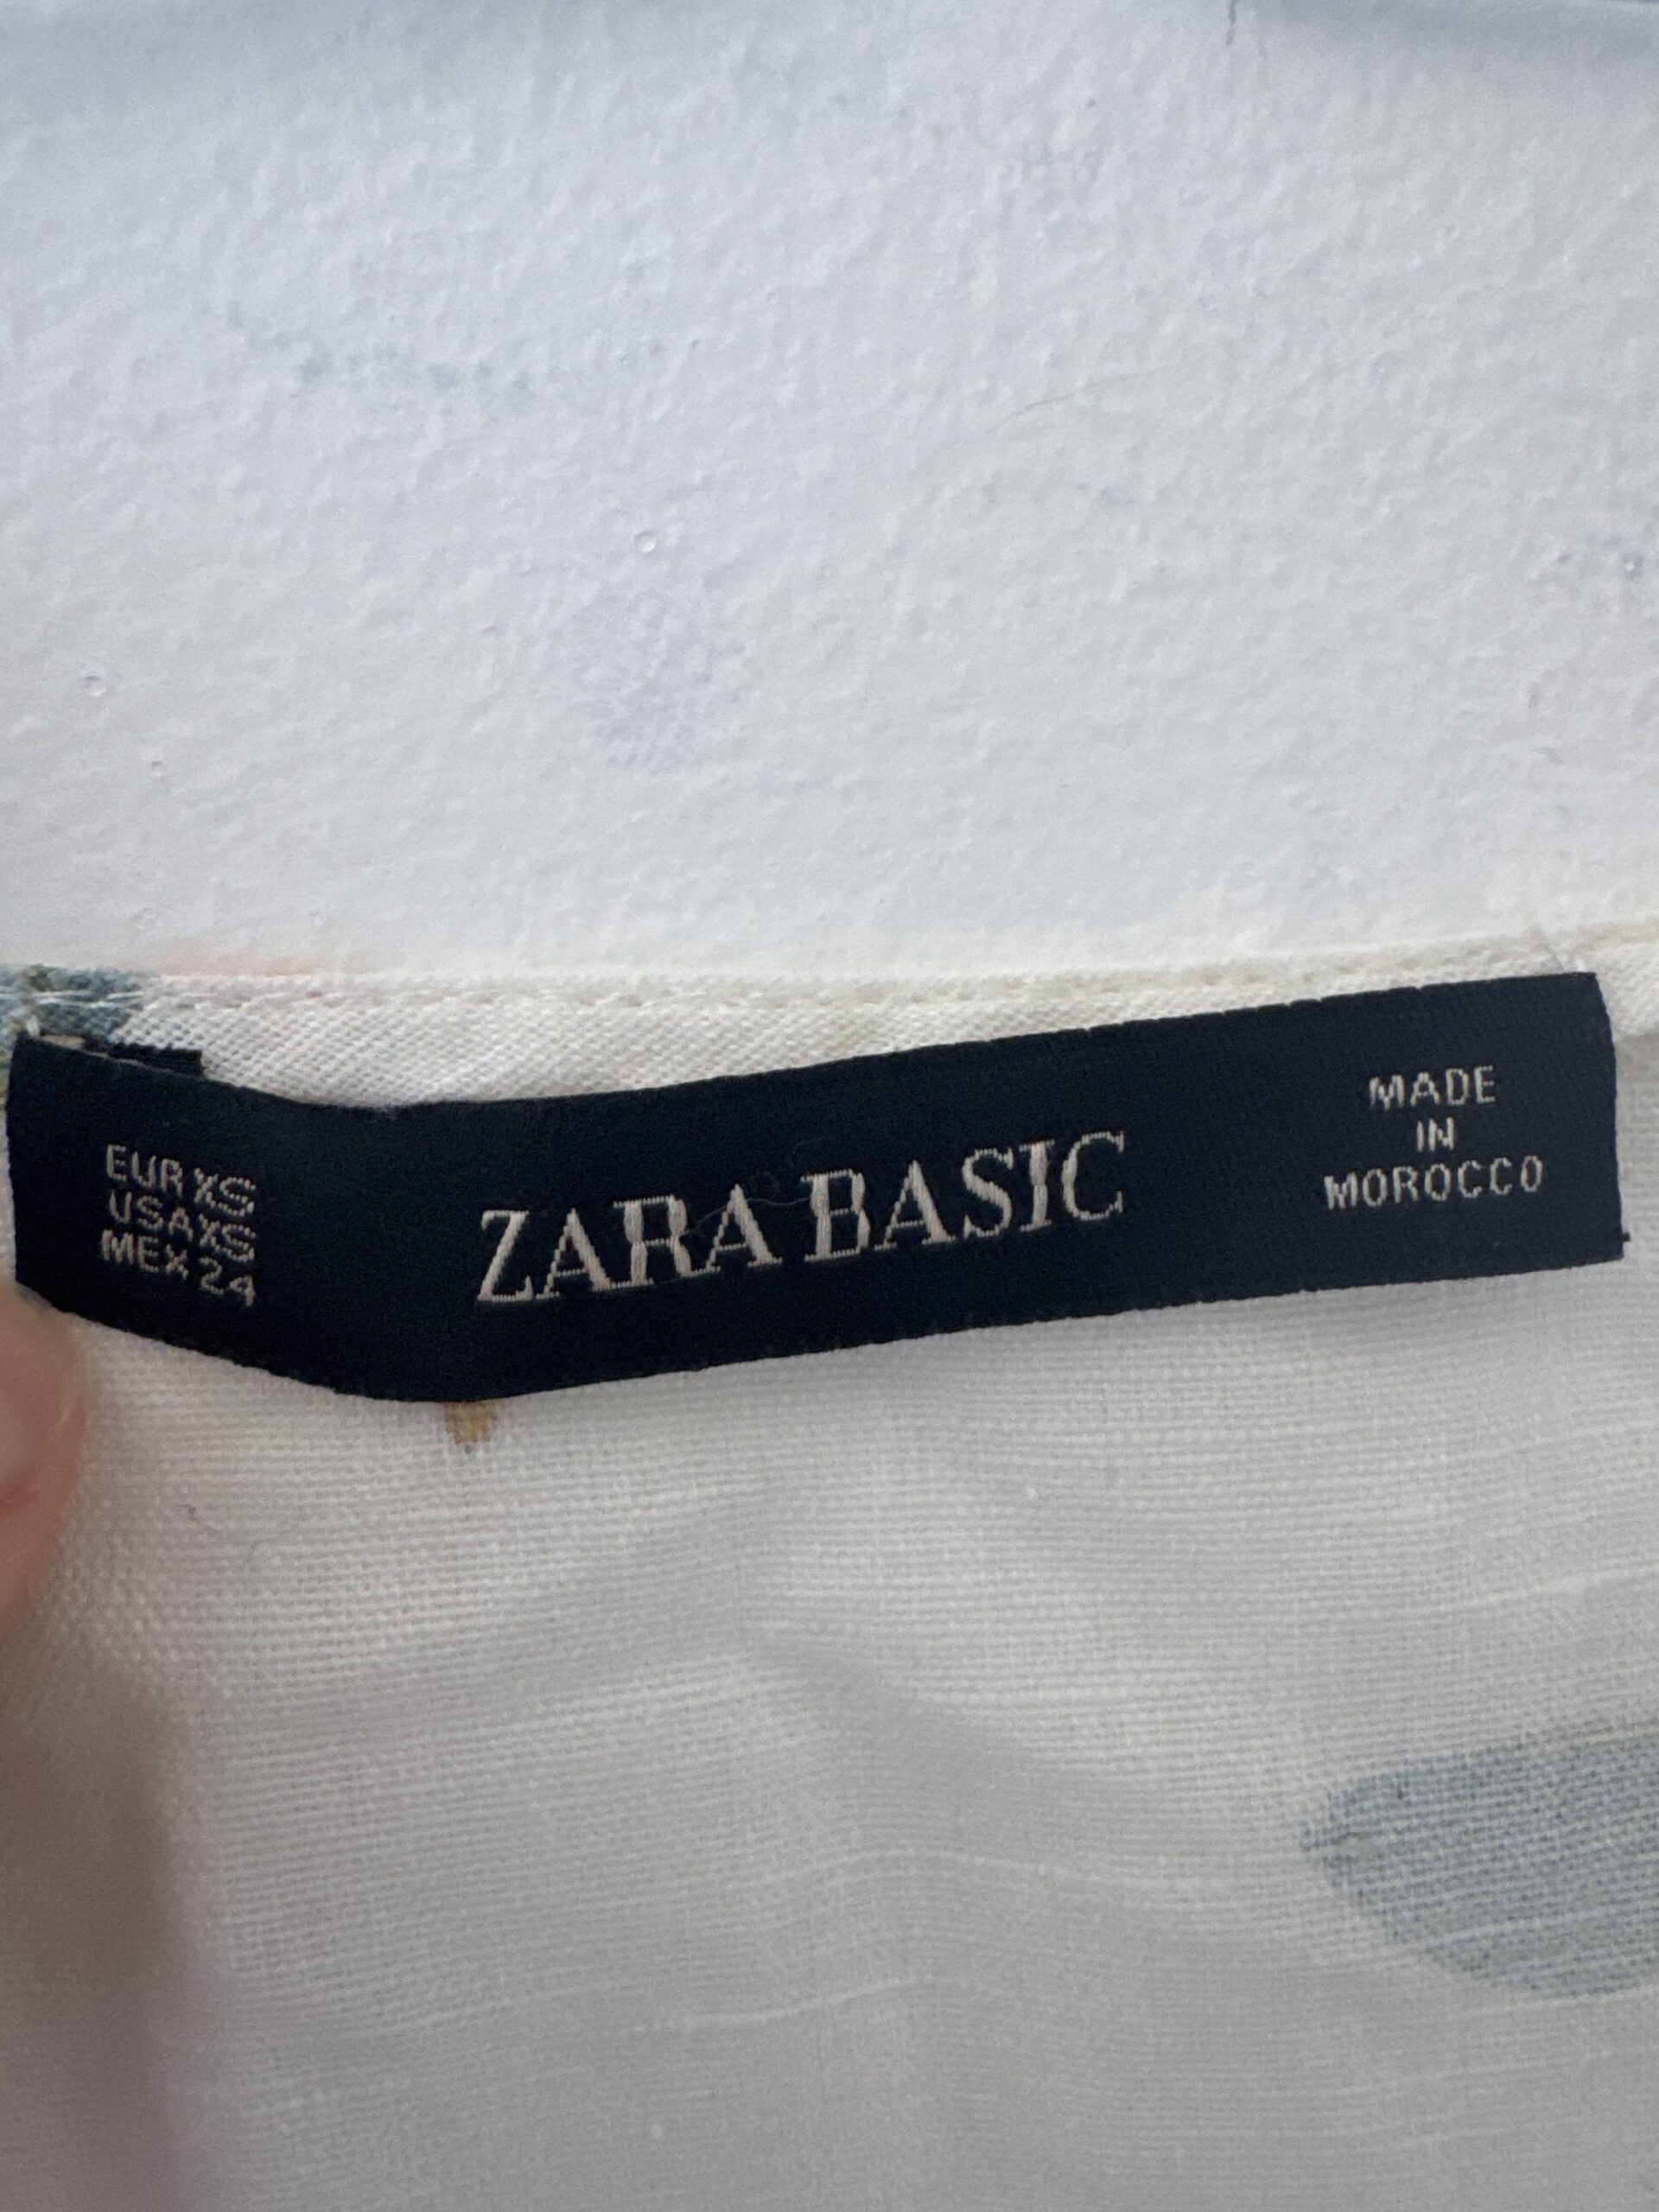 EUR XS
USA XS
MEX 24
ZARA BASIC
MADE
IN
MOROCCO